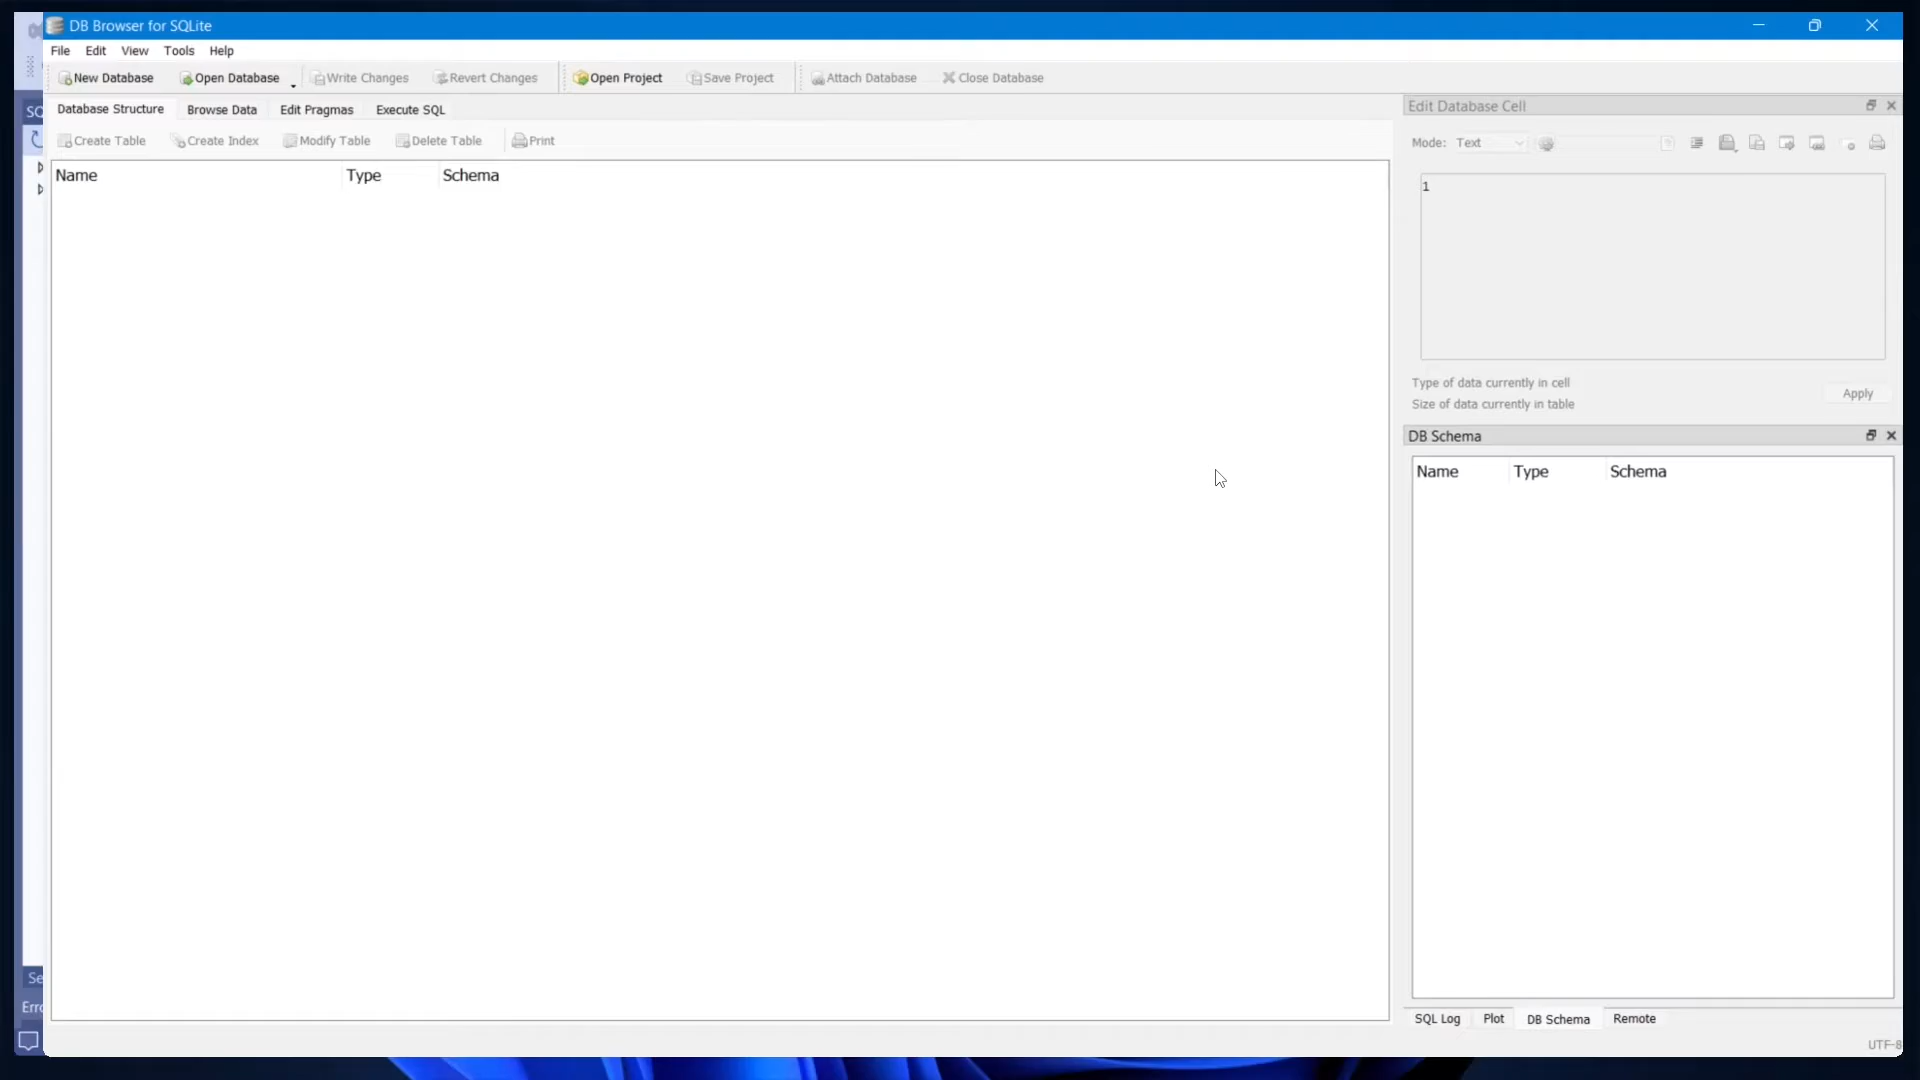 DB Browser for SQLite
File Edit View Tools Help
New Database Open Database Write Changes Revert Changes Open Project Save Project Attach Database Close Database
Database Structure Browse Data Edit Pragmas Execute SQL
Create Table Create Index Modify Table Delete Table Print
Name Type Schema
Edit Database Cell
Mode: Text
1
Type of data currently in cell
Size of data currently in table
Apply
DB Schema
Name Type Schema
SQL Log Plot DB Schema Remote
UTF-8
SQ
Se
Erro